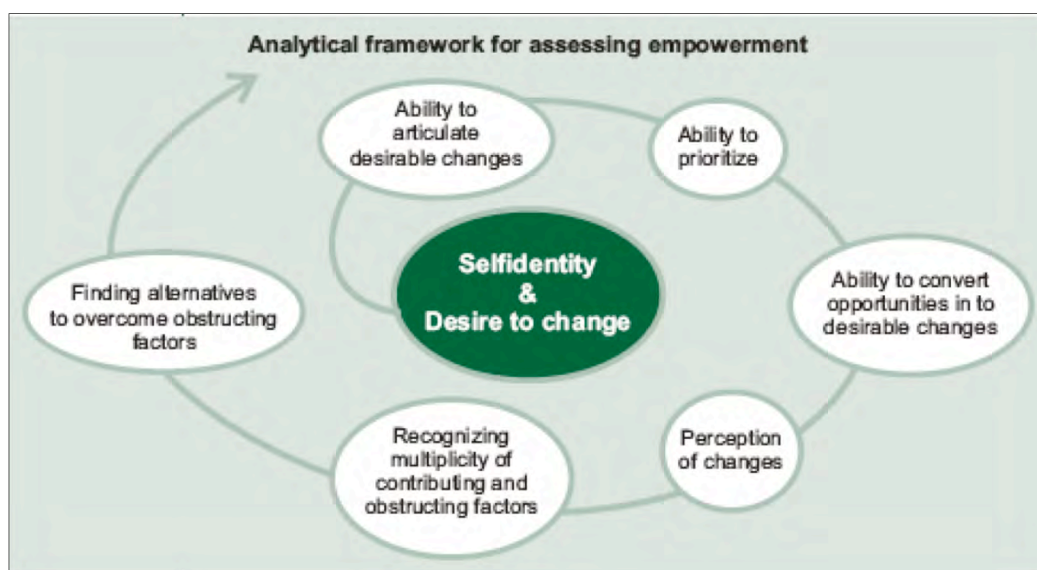 Analytical framework for assessing empowerment
Ability to
articulate
desirable changes
Ability to
prioritize
Selfidentity
&
Desire to change
Ability to convert
opportunities in to
desirable changes
Finding alternatives
to overcome obstructing
factors
Perception
of changes
Recognizing
multiplicity of
contributing and
obstructing factors